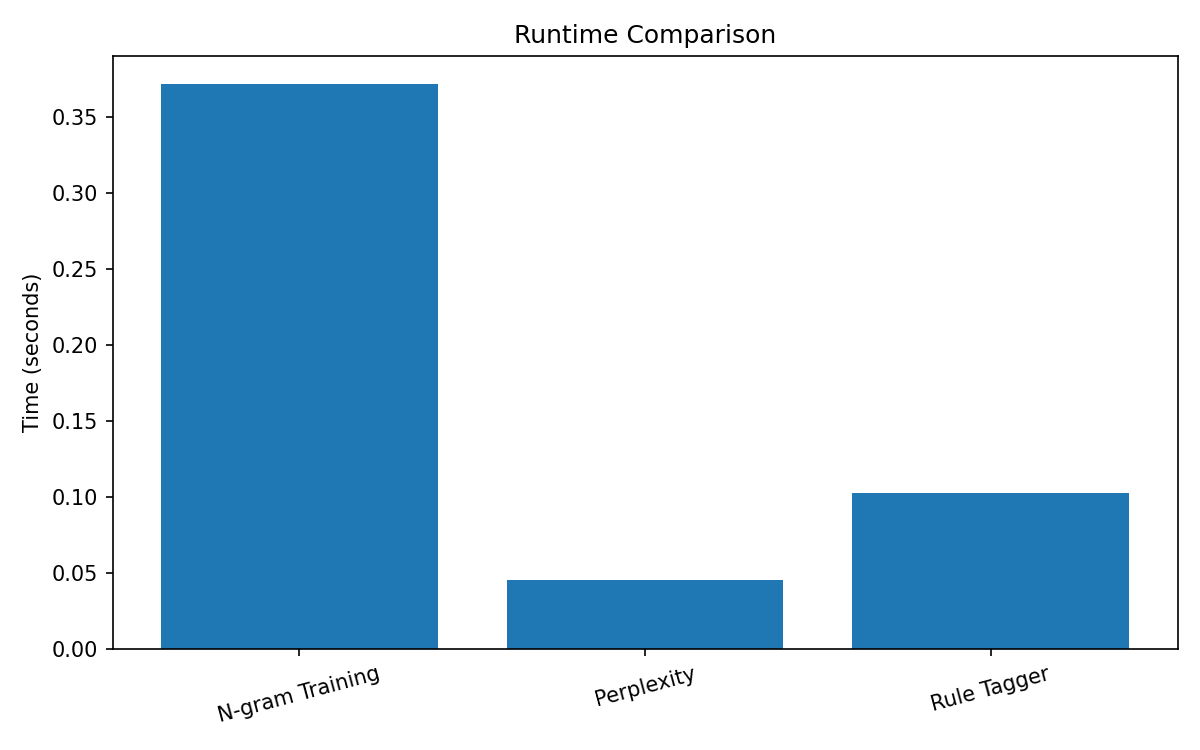 Runtime Comparison
Time (seconds)
0.35
0.30
0.25
0.20
0.15
0.10
0.05
0.00
N-gram Training
Perplexity
Rule Tagger